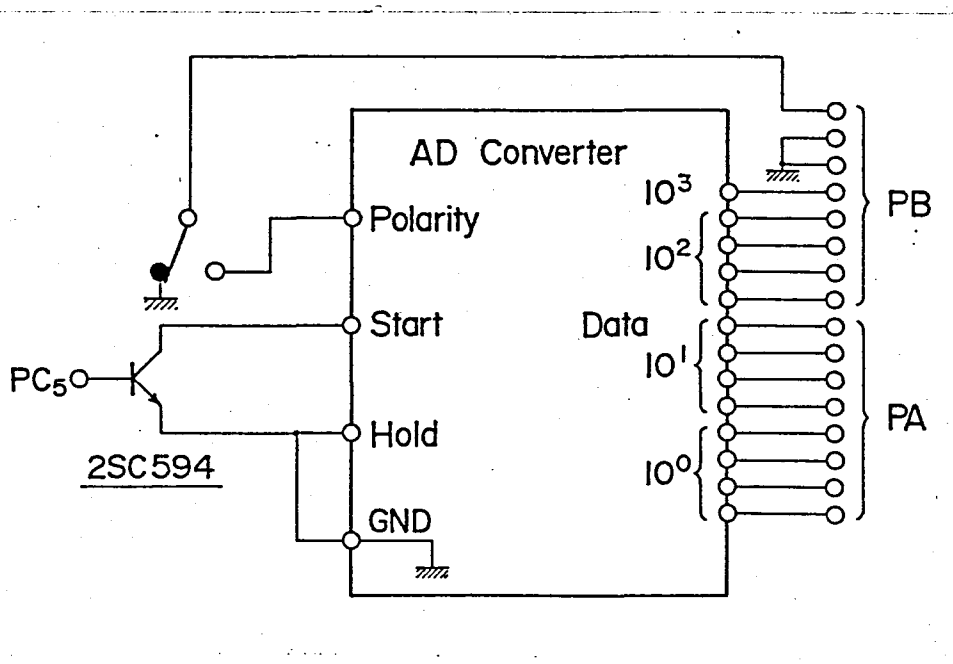 AD Converter
10³
PB
Polarity
10²
Start
Data
10¹
PC₅
PA
Hold
2SC594
10⁰
GND